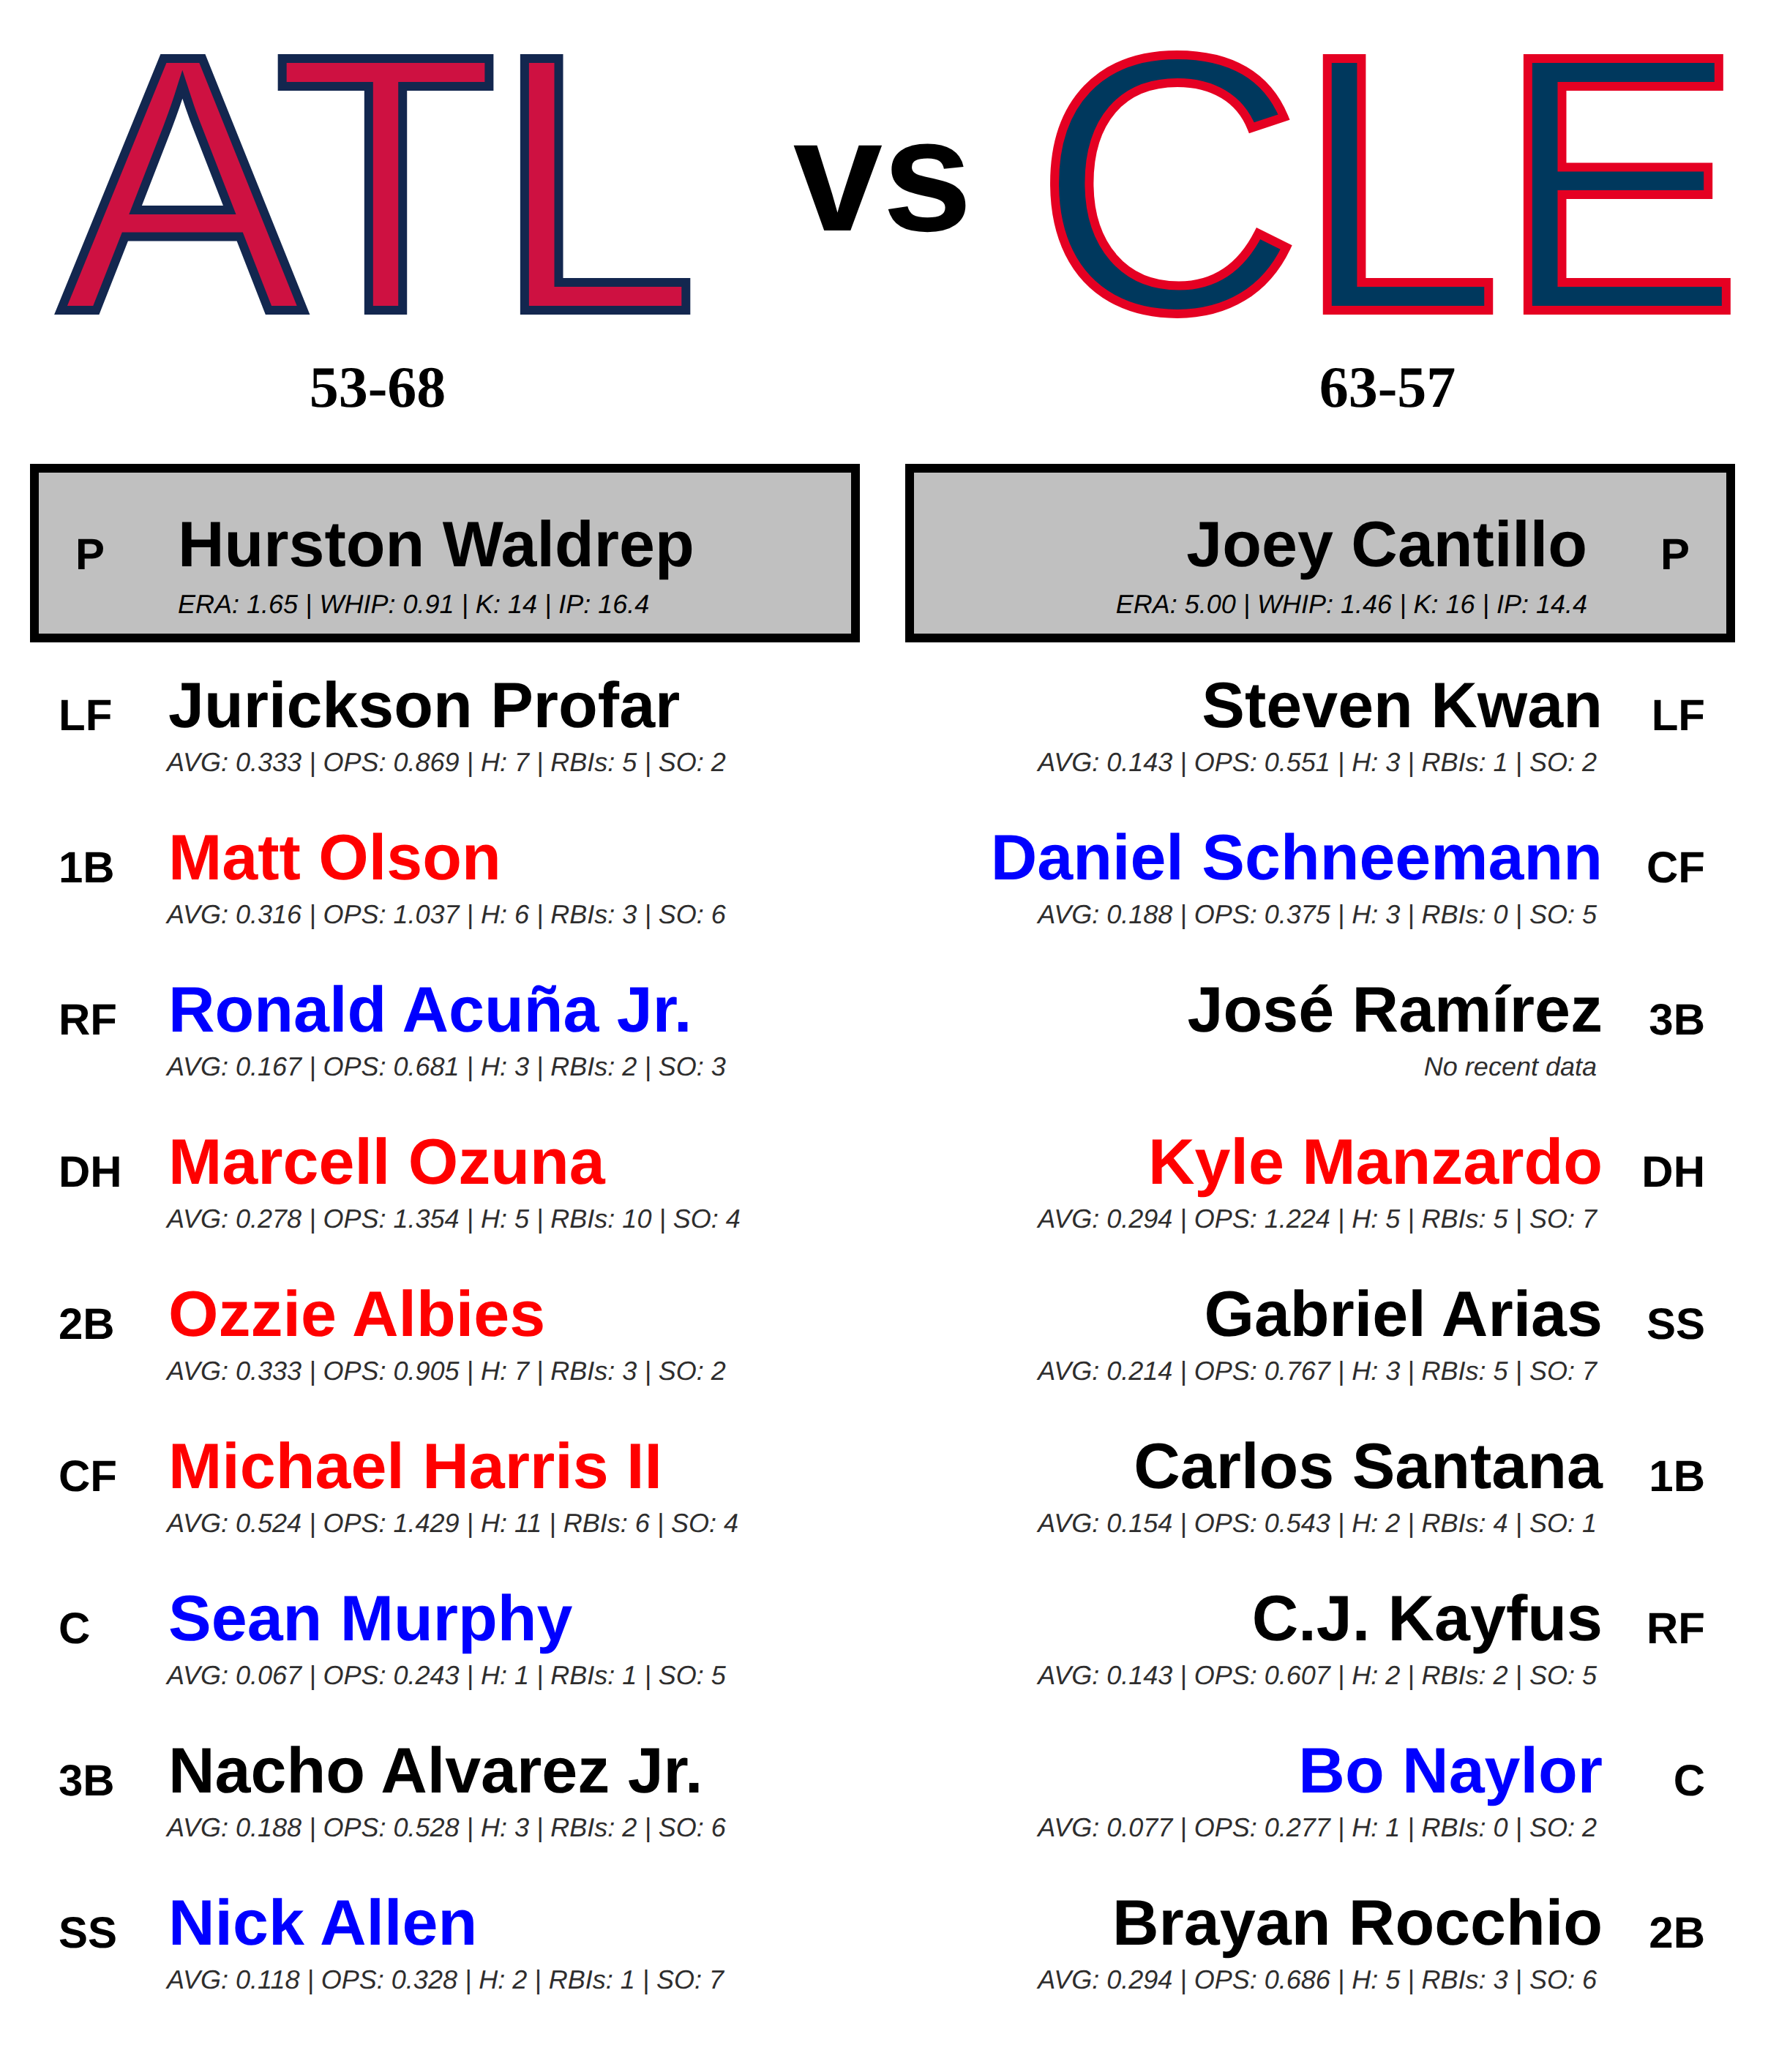 ATL vs CLE
53-68
63-57
P Hurston Waldrep
ERA: 1.65 | WHIP: 0.91 | K: 14 | IP: 16.4
Joey Cantillo P
ERA: 5.00 | WHIP: 1.46 | K: 16 | IP: 14.4
LF Jurickson Profar
AVG: 0.333 | OPS: 0.869 | H: 7 | RBIs: 5 | SO: 2
1B Matt Olson
AVG: 0.316 | OPS: 1.037 | H: 6 | RBIs: 3 | SO: 6
RF Ronald Acuña Jr.
AVG: 0.167 | OPS: 0.681 | H: 3 | RBIs: 2 | SO: 3
DH Marcell Ozuna
AVG: 0.278 | OPS: 1.354 | H: 5 | RBIs: 10 | SO: 4
2B Ozzie Albies
AVG: 0.333 | OPS: 0.905 | H: 7 | RBIs: 3 | SO: 2
CF Michael Harris II
AVG: 0.524 | OPS: 1.429 | H: 11 | RBIs: 6 | SO: 4
C Sean Murphy
AVG: 0.067 | OPS: 0.243 | H: 1 | RBIs: 1 | SO: 5
3B Nacho Alvarez Jr.
AVG: 0.188 | OPS: 0.528 | H: 3 | RBIs: 2 | SO: 6
SS Nick Allen
AVG: 0.118 | OPS: 0.328 | H: 2 | RBIs: 1 | SO: 7
Steven Kwan LF
AVG: 0.143 | OPS: 0.551 | H: 3 | RBIs: 1 | SO: 2
Daniel Schneemann CF
AVG: 0.188 | OPS: 0.375 | H: 3 | RBIs: 0 | SO: 5
José Ramírez 3B
No recent data
Kyle Manzardo DH
AVG: 0.294 | OPS: 1.224 | H: 5 | RBIs: 5 | SO: 7
Gabriel Arias SS
AVG: 0.214 | OPS: 0.767 | H: 3 | RBIs: 5 | SO: 7
Carlos Santana 1B
AVG: 0.154 | OPS: 0.543 | H: 2 | RBIs: 4 | SO: 1
C.J. Kayfus RF
AVG: 0.143 | OPS: 0.607 | H: 2 | RBIs: 2 | SO: 5
Bo Naylor C
AVG: 0.077 | OPS: 0.277 | H: 1 | RBIs: 0 | SO: 2
Brayan Rocchio 2B
AVG: 0.294 | OPS: 0.686 | H: 5 | RBIs: 3 | SO: 6